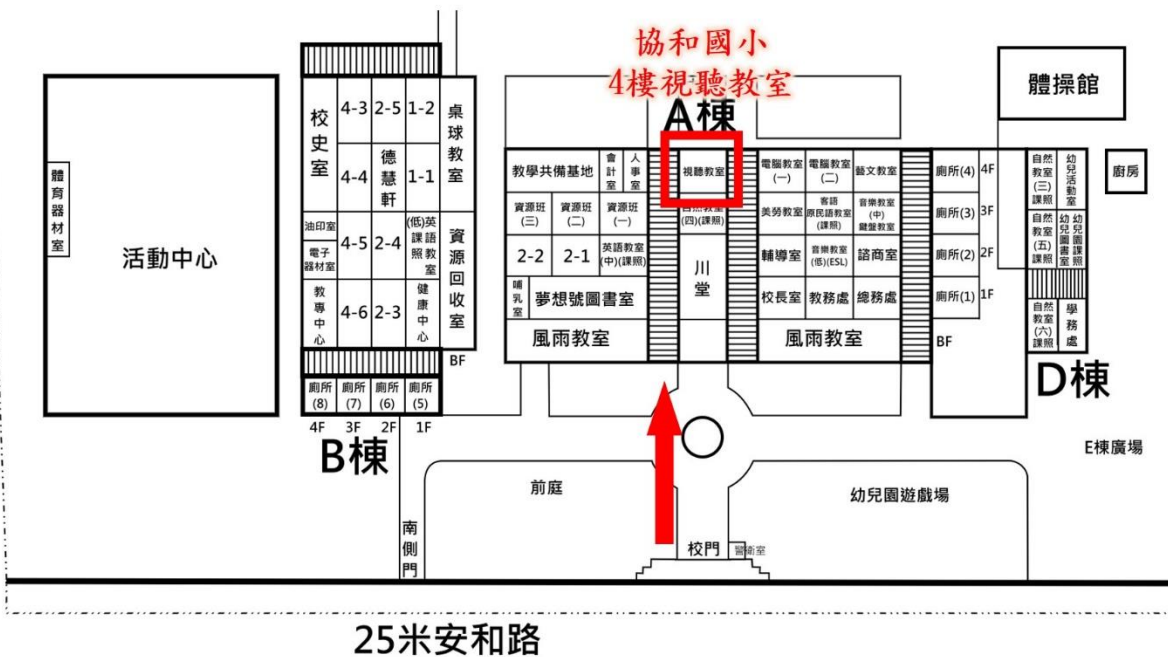 協和國小
4樓視聽教室
A棟
體操館
廚房
體育器材室
活動中心
校史室
4-3
2-5
1-2
桌球教室
4-4
德慧軒
1-1
油印室
電子器材室
4-5
2-4
(低)英語教室
課照
資源回收室
教專中心
4-6
2-3
健康中心
BF
廁所(8)
廁所(7)
廁所(6)
廁所(5)
4F
3F
2F
1F
B棟
教學共備基地
會計室
人事室
視聽教室
電腦教室(一)
電腦教室(二)
藝文教室
廁所(4)
4F
資源班(三)
資源班(二)
資源班(一)
(四)(課照)
美勞教室
客語
原民語教室
(課照)
音樂教室
(中)
鍵盤教室
廁所(3)
3F
2-2
2-1
英語教室
(中)(課照)
川堂
輔導室
音樂教室
(低)(ESL)
諮商室
廁所(2)
2F
哺乳室
夢想號圖書室
校長室
教務處
總務處
廁所(1)
1F
風雨教室
風雨教室
BF
自然教室(三)課照
幼兒活動室
自然教室(五)課照
幼兒圖書室
幼兒園課照
自然教室(六)課照
學務處
D棟
E棟廣場
前庭
幼兒園遊戲場
南側門
校門
警衛室
25米安和路